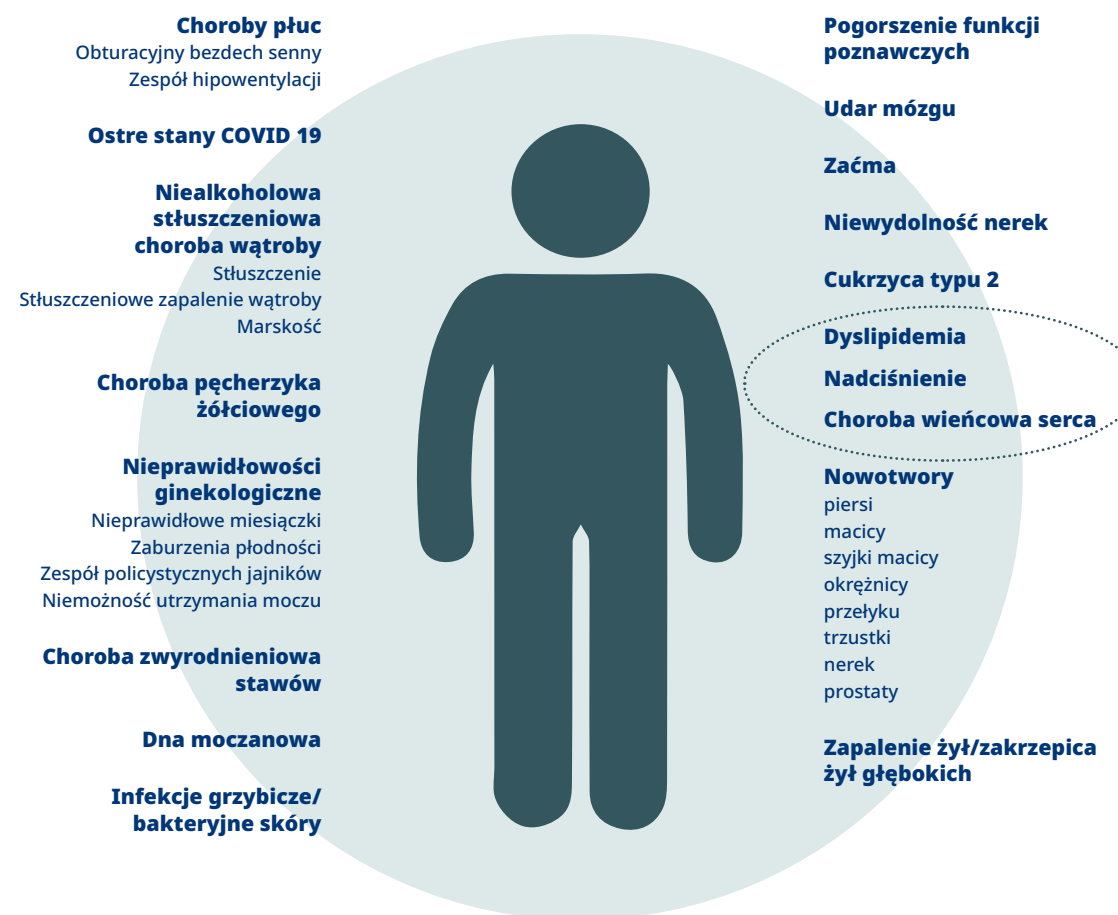 Choroby płuc
Obturacyjny bezdech senny
Zespół hipowentylacji
Ostre stany COVID 19
Niealkoholowa
stłuszczeniowa
choroba wątroby
Stłuszczenie
Stłuszczeniowe zapalenie wątroby
Marskość
Choroba pęcherzyka
żółciowego
Nieprawidłowości
ginekologiczne
Nieprawidłowe miesiączki
Zaburzenia płodności
Zespół policystycznych jajników
Niemożność utrzymania moczu
Choroba zwyrodnieniowa
stawów
Dna moczanowa
Infekcje grzybicze/
bakteryjne skóry
Pogorszenie funkcji
poznawczych
Udar mózgu
Zaćma
Niewydolność nerek
Cukrzyca typu 2
Dyslipidemia
Nadciśnienie
Choroba wieńcowa serca
Nowotwory
piersi
macicy
szyjki macicy
okrężnicy
przełyku
trzustki
nerek
prostaty
Zapalenie żył/zakrzepica
żył głębokich